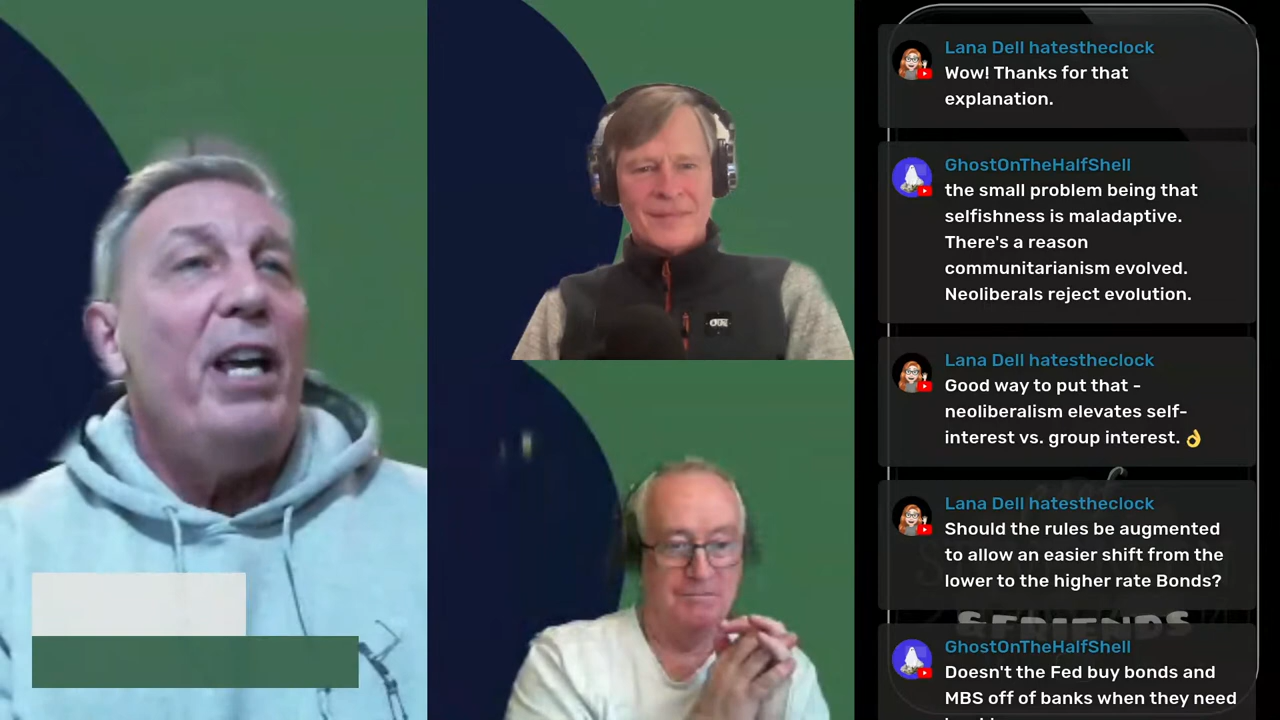 Lana Dell hatestheclock
Wow! Thanks for that
explanation.
GhostOnTheHalfShell
the small problem being that
selfishness is maladaptive.
There's a reason
communitarianism evolved.
Neoliberals reject evolution.
Lana Dell hatestheclock
Good way to put that -
neoliberalism elevates self-
interest vs. group interest. 👌
Lana Dell hatestheclock
Should the rules be augmented
to allow an easier shift from the
lower to the higher rate Bonds?
&FRIENDS
GhostOnTheHalfShell
Doesn't the Fed buy bonds and
MBS off of banks when they need